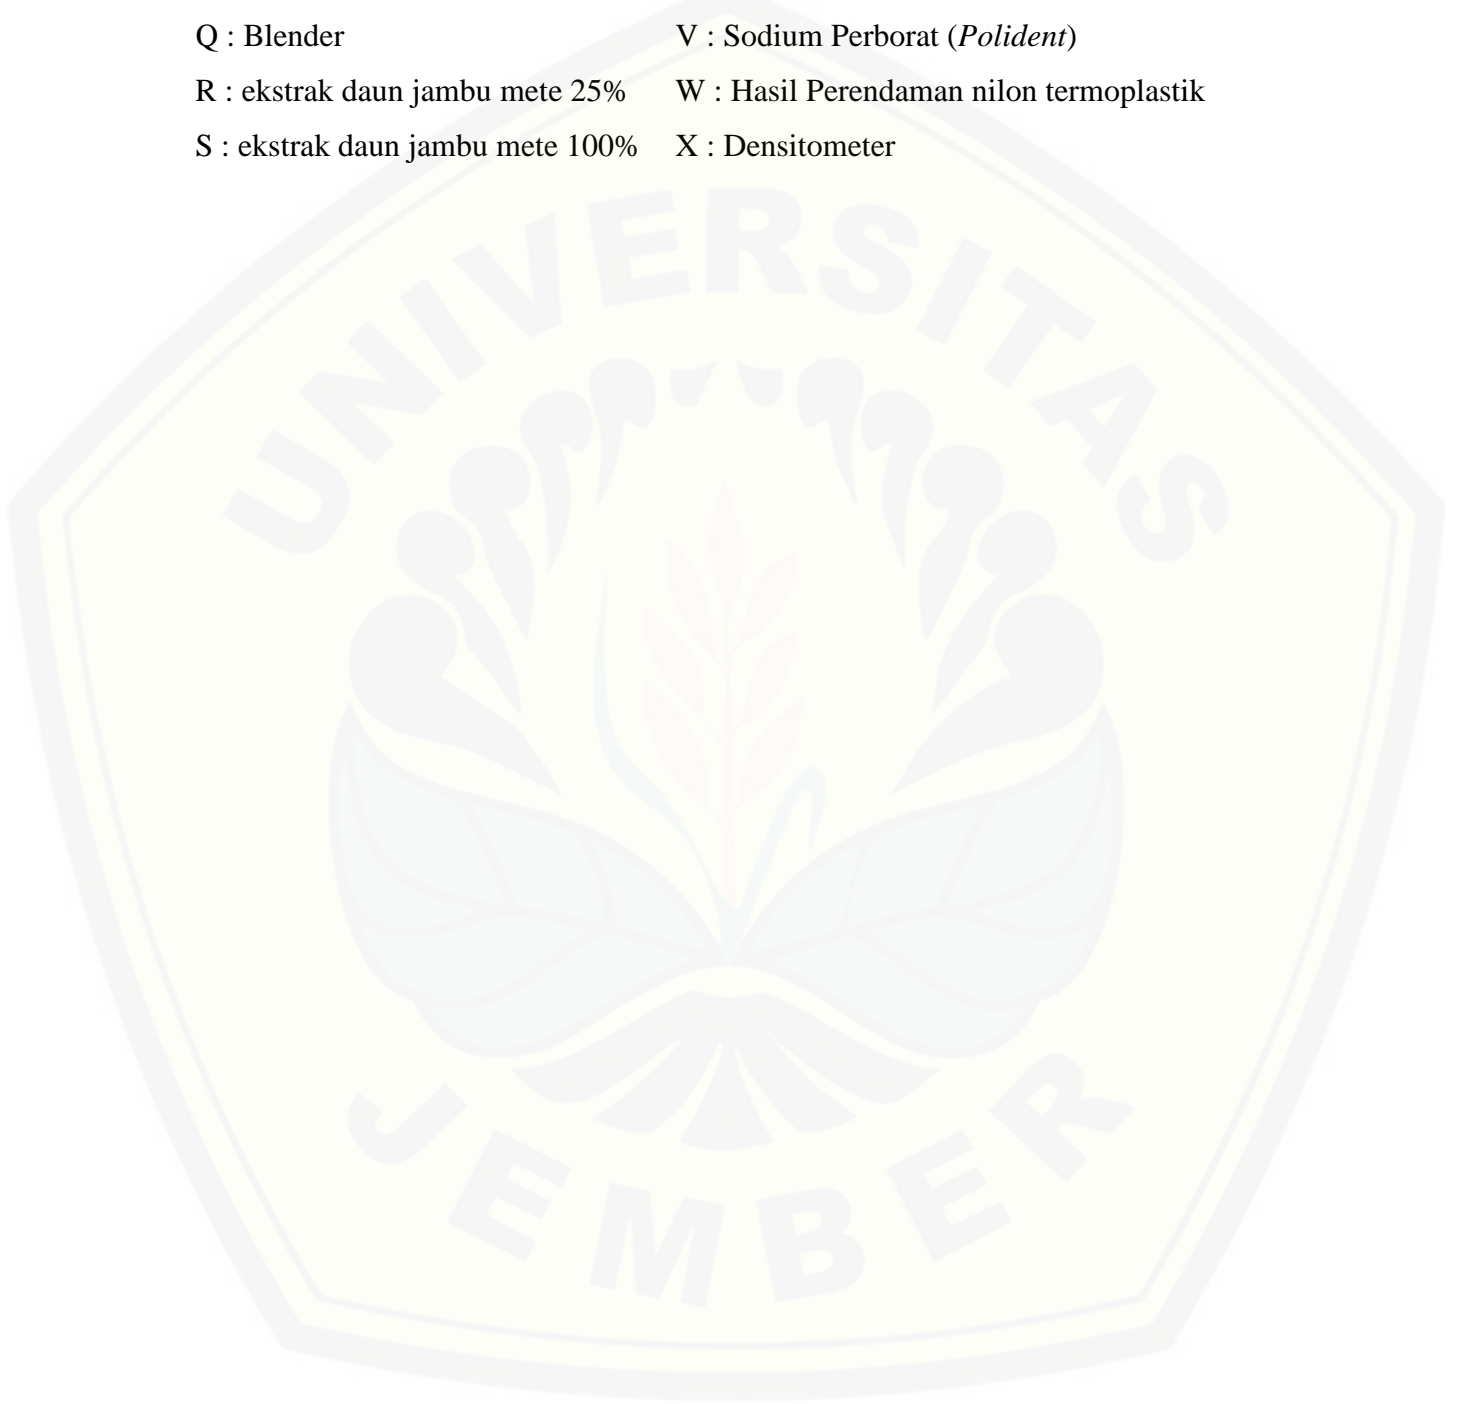 Q : Blender V : Sodium Perborat (Polident)
R : ekstrak daun jambu mete 25% W : Hasil Perendaman nilon termoplastik
S : ekstrak daun jambu mete 100% X : Densitometer
UNIVERSITAS
JEMBER